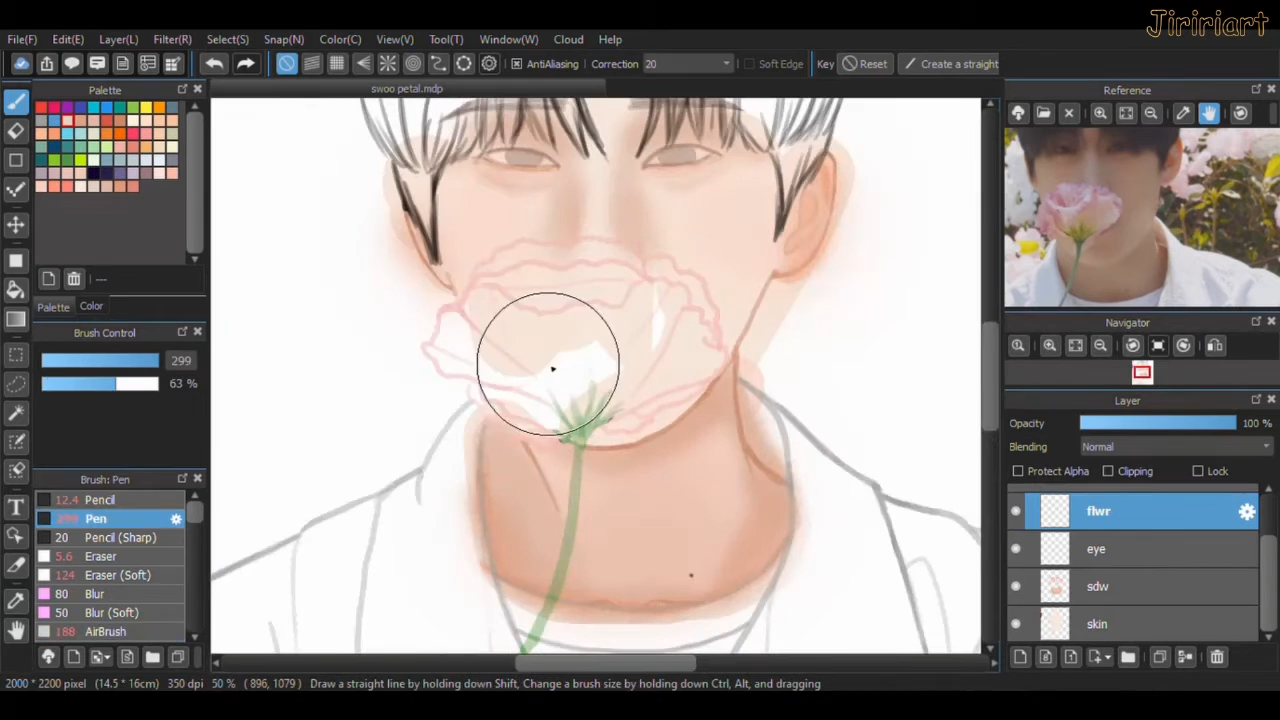 Jiririart
File(F) Edit(E) Layer(L) Filter(R) Select(S) Snap(N) Color(C) View(V) Tool(T) Window(W) Cloud Help
AntiAliasing Correction 20 Soft Edge Key Reset Create a straight
Palette
swoo petal.mdp
Reference
---
Palette Color
Brush Control
299
63 %
Navigator
Layer
Opacity 100 %
Blending Normal
Protect Alpha Clipping Lock
Brush: Pen
12.4 Pencil
299 Pen
20 Pencil (Sharp)
5.6 Eraser
124 Eraser (Soft)
80 Blur
50 Blur (Soft)
188 AirBrush
flwr
eye
sdw
skin
2000 * 2200 pixel (14.5 * 16cm) 350 dpi 50 % ( 896, 1079 ) Draw a straight line by holding down Shift, Change a brush size by holding down Ctrl, Alt, and dragging